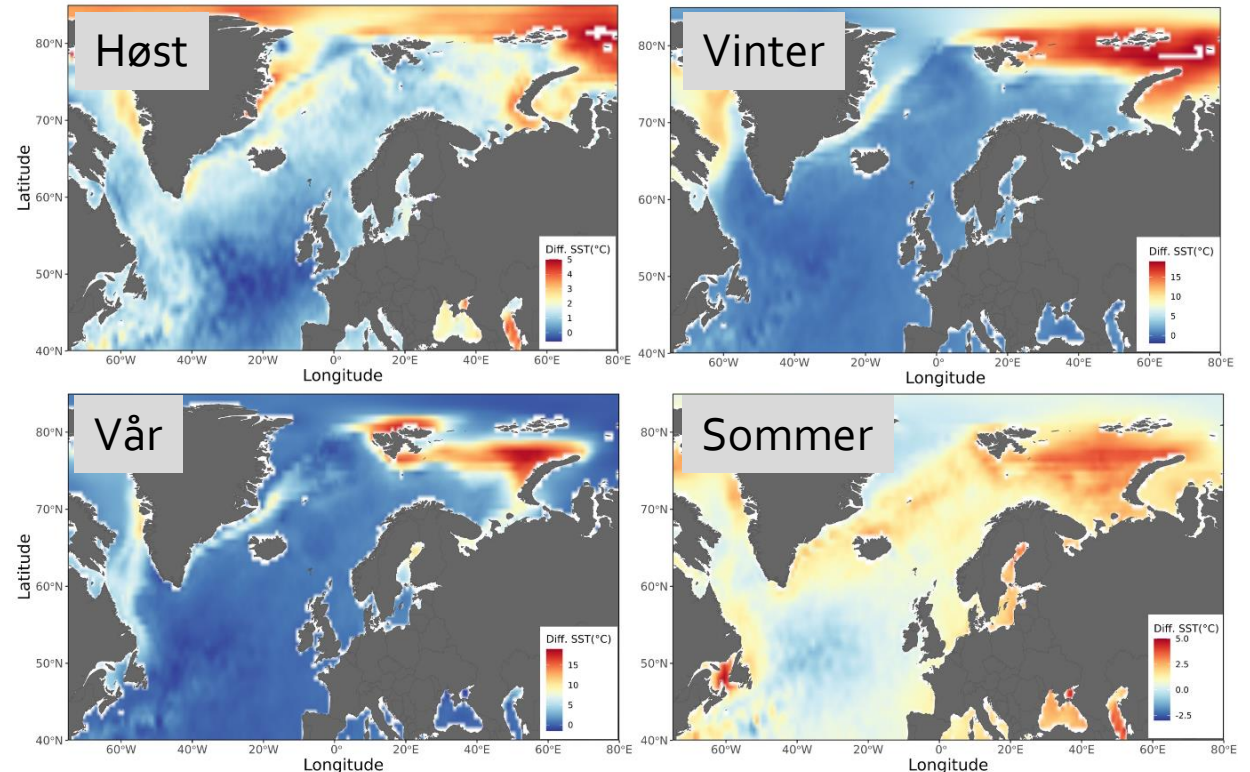 Høst
80°N
70°N
60°N
50°N
40°N
Latitude
60°W
40°W
20°W
0°
20°E
40°E
60°E
80°E
Longitude
Diff. SST(°C)
5
4
3
2
1
0
Vinter
80°N
70°N
60°N
50°N
40°N
60°W
40°W
20°W
0°
20°E
40°E
60°E
80°E
Longitude
Diff. SST(°C)
15
10
5
0
Vår
80°N
70°N
60°N
50°N
40°N
Latitude
60°W
40°W
20°W
0°
20°E
40°E
60°E
80°E
Longitude
Diff. SST(°C)
15
10
5
0
Sommer
80°N
70°N
60°N
50°N
40°N
60°W
40°W
20°W
0°
20°E
40°E
60°E
80°E
Longitude
Diff. SST(°C)
5.0
2.5
0.0
-2.5